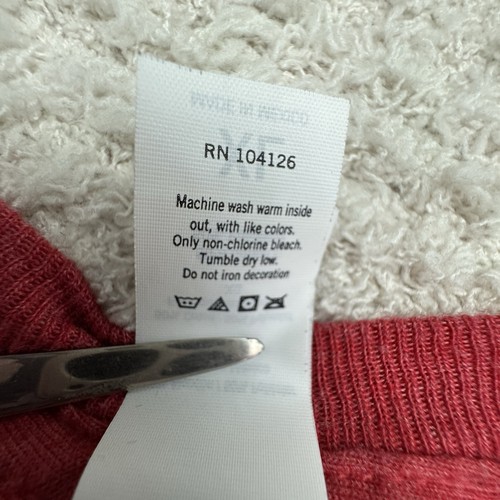 RN 104126
Machine wash warm inside
out, with like colors.
Only non-chlorine bleach.
Tumble dry low.
Do not iron decoration